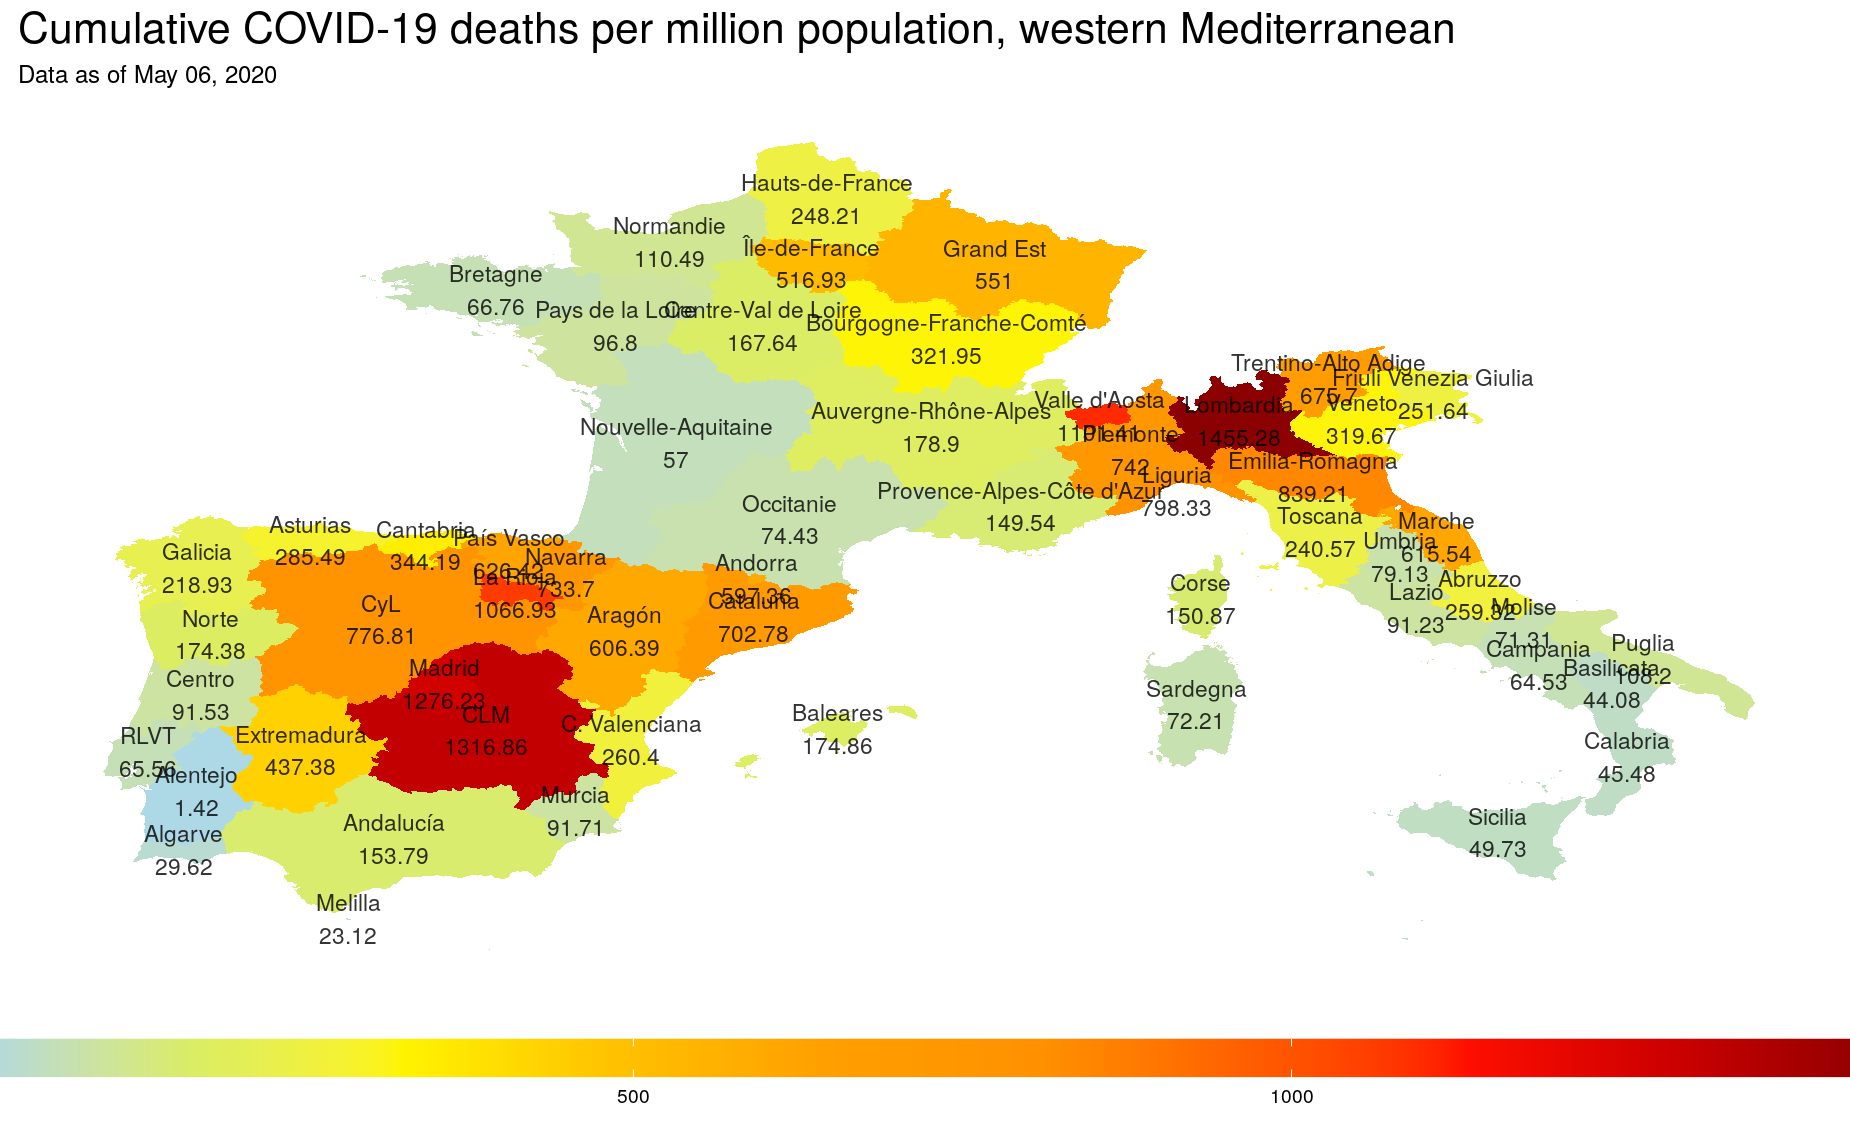 Cumulative COVID-19 deaths per million population, western Mediterranean
Data as of May 06, 2020
Hauts-de-France
248.21
Normandie
110.49
Île-de-France
516.93
Grand Est
551
Bretagne
66.76
Pays de la Loire
96.8
Centre-Val de Loire
167.64
Bourgogne-Franche-Comté
321.95
Nouvelle-Aquitaine
57
Auvergne-Rhône-Alpes
178.9
Occitanie
74.43
Provence-Alpes-Côte d'Azur
149.54
Corse
150.87
Valle d'Aosta
1101.41
Piemonte
742
Liguria
798.33
Lombardia
1455.28
Trentino-Alto Adige
675.7
Friuli Venezia Giulia
251.64
Veneto
319.67
Emilia-Romagna
839.21
Toscana
240.57
Marche
615.54
Umbria
79.13
Lazio
91.23
Abruzzo
259.32
Molise
71.31
Campania
64.53
Puglia
108.2
Basilicata
44.08
Calabria
45.48
Sicilia
49.73
Sardegna
72.21
Galicia
218.93
Asturias
285.49
Cantabria
344.19
País Vasco
626.42
Navarra
733.7
La Rioja
1066.93
Aragón
606.39
Andorra
597.36
Cataluña
702.78
CyL
776.81
Madrid
1276.23
CLM
1316.86
C. Valenciana
260.4
Baleares
174.86
Extremadura
437.38
Murcia
91.71
Andalucía
153.79
Melilla
23.12
Norte
174.38
Centro
91.53
RLVT
65.56
Alentejo
1.42
Algarve
29.62
500
1000